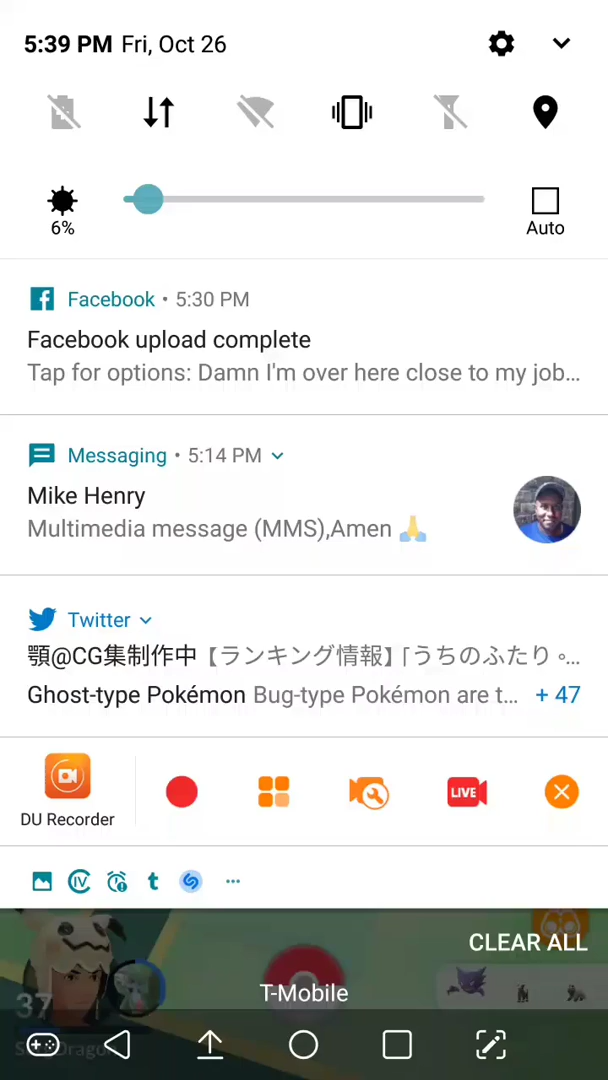 5:39 PM Fri, Oct 26
6%
Auto
Facebook • 5:30 PM
Facebook upload complete
Tap for options: Damn I'm over here close to my job...
Messaging • 5:14 PM
Mike Henry
Multimedia message (MMS),Amen 🙏
Twitter
顎@CG集制作中【ランキング情報】「うちのふたり。...
Ghost-type Pokémon Bug-type Pokémon are t... + 47
LIVE
DU Recorder
IV
t
CLEAR ALL
T-Mobile
37